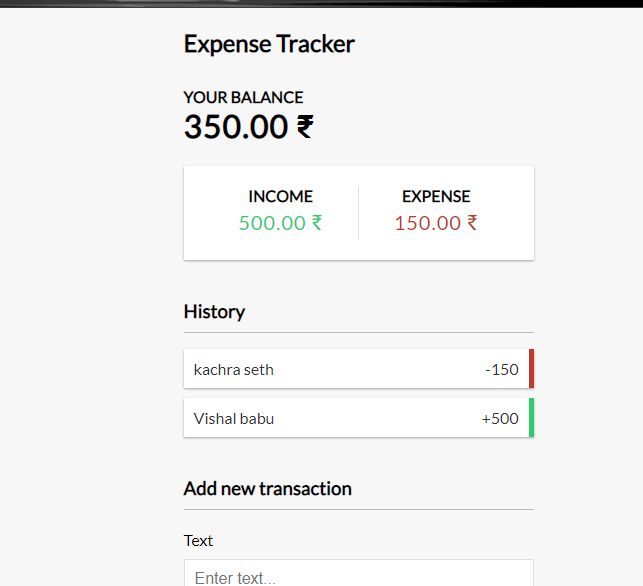 Expense Tracker
YOUR BALANCE
350.00 ₹
INCOME EXPENSE
500.00 ₹ 150.00 ₹
History
kachra seth -150
Vishal babu +500
Add new transaction
Text
Enter text...